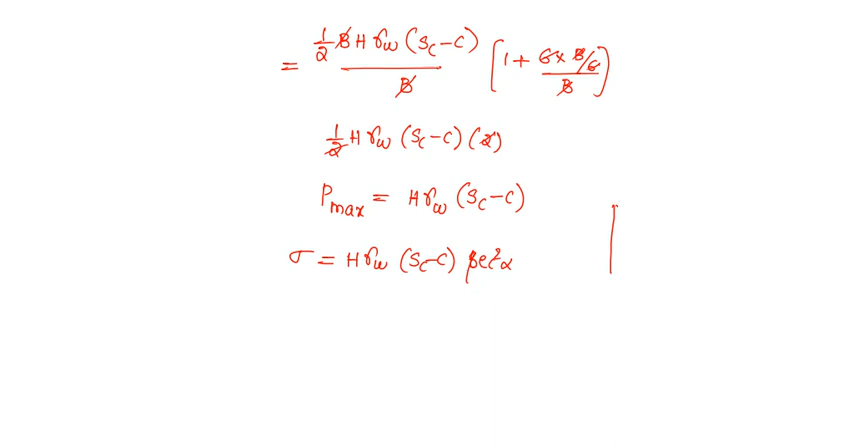 = ½ B H γw (Sc – C) / B [1 + 6 × B/6 / B]
½ H γw (Sc – C) (2)
Pmax = H γw (Sc – C)
σ = H γw (Sc – C) sec²α